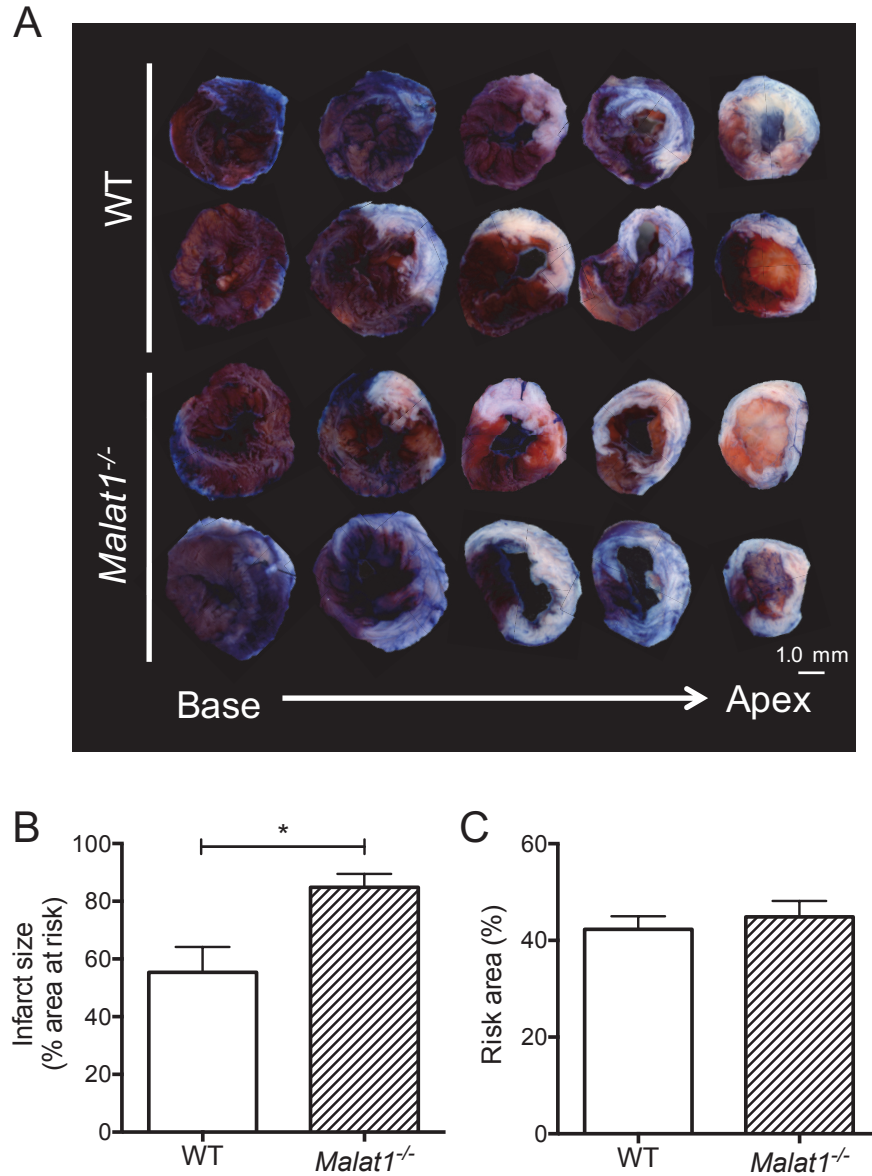 A
WT
Malat1-/-
1.0 mm
Base
Apex
B
100
80
60
40
20
0
Infarct size
(% area at risk)
*
WT
Malat1-/-
C
60
40
20
0
Risk area (%)
WT
Malat1-/-